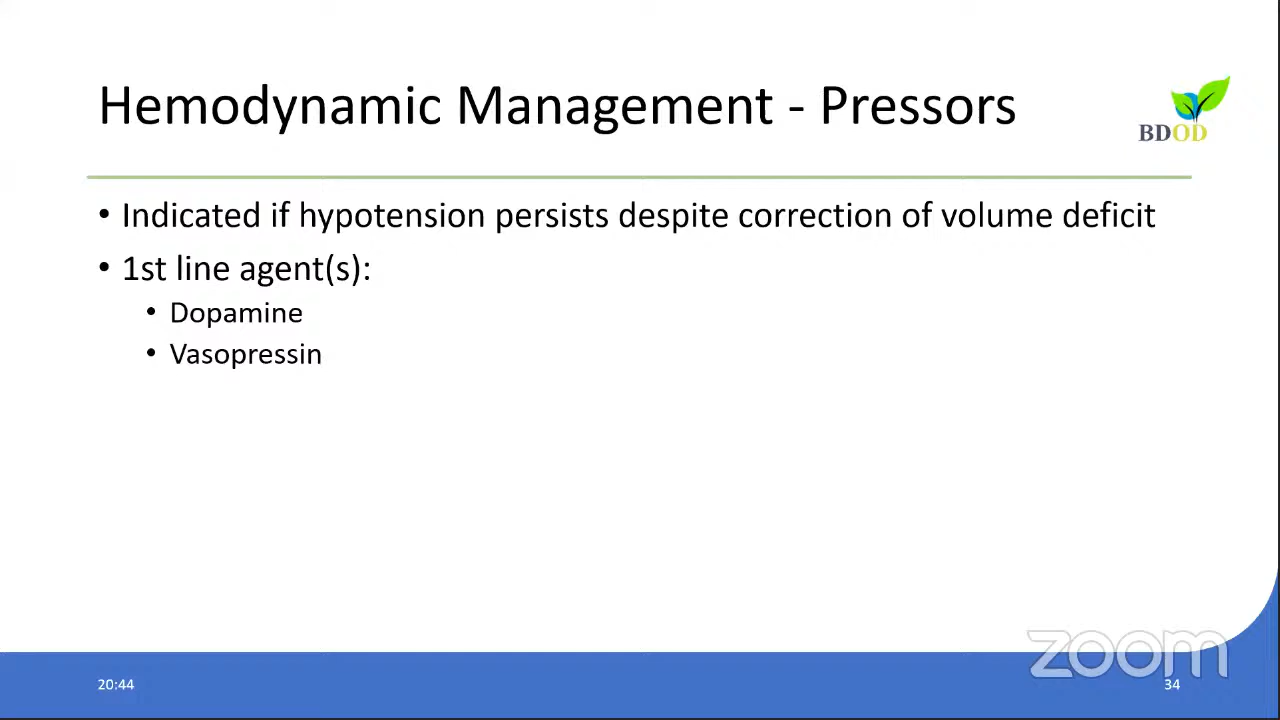 Hemodynamic Management - Pressors
BDOD
• Indicated if hypotension persists despite correction of volume deficit
• 1st line agent(s):
• Dopamine
• Vasopressin
zoom
20:44
34